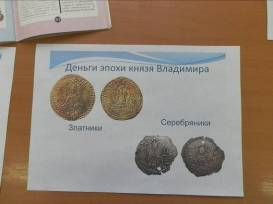 Деньги эпохи князя Владимира
Златники
Серебряники